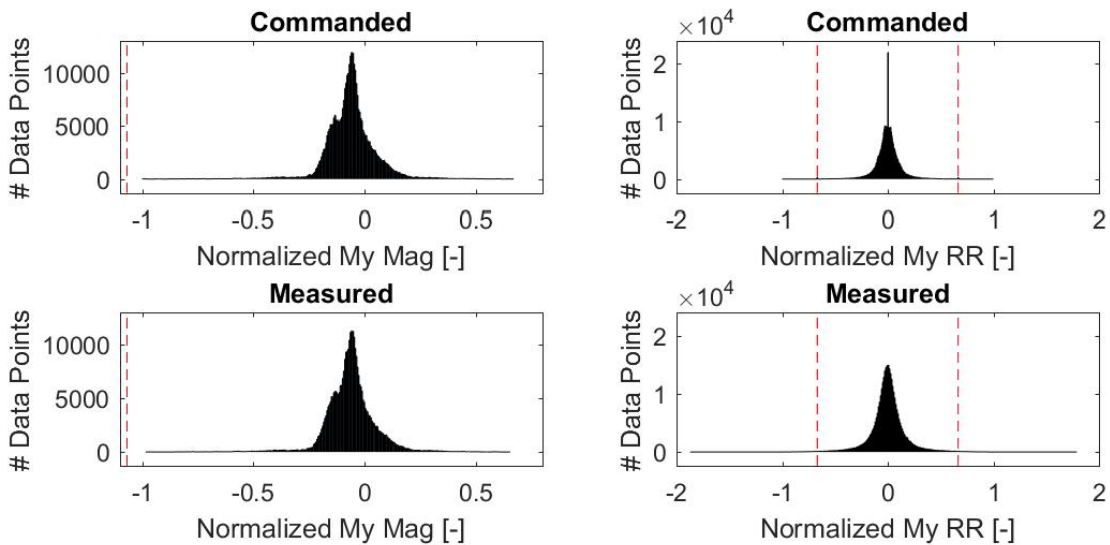 Commanded
# Data Points
10000
5000
0
-1
-0.5
0
0.5
Normalized My Mag [-]
Commanded
×10^4
# Data Points
2
1
0
-2
-1
0
1
2
Normalized My RR [-]
Measured
# Data Points
10000
5000
0
-1
-0.5
0
0.5
Normalized My Mag [-]
Measured
×10^4
# Data Points
2
1
0
-2
-1
0
1
2
Normalized My RR [-]